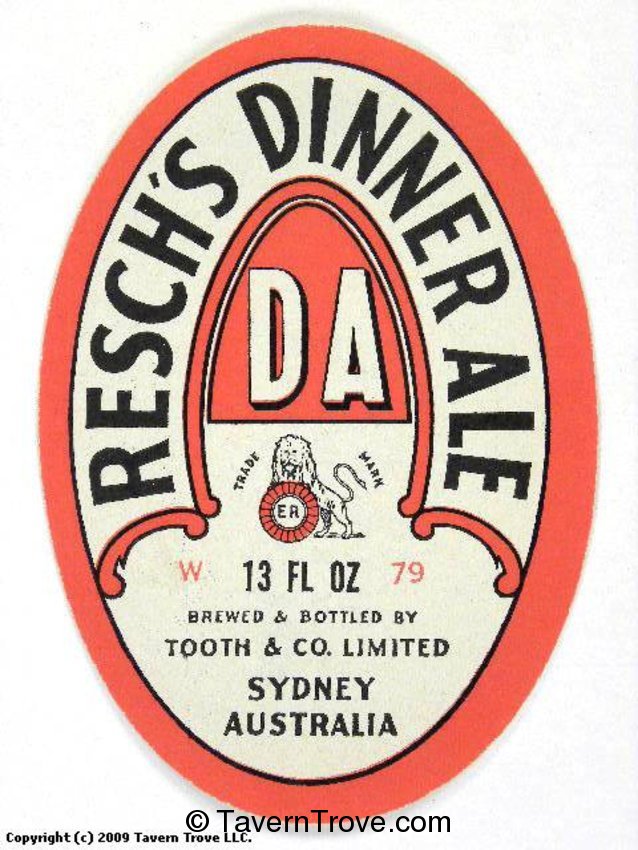 RESCH'S DINNER ALE
DA
TRADE MARK
ER
W 13 FL OZ 79
BREWED & BOTTLED BY
TOOTH & CO. LIMITED
SYDNEY
AUSTRALIA
© TavernTrove.com
Copyright (c) 2009 Tavern Trove LLC.